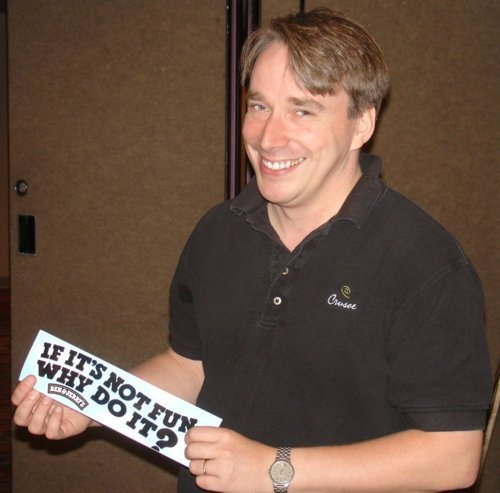 Crusoe
IF IT'S NOT FUN,
WHY DO IT?
BEN & JERRY'S